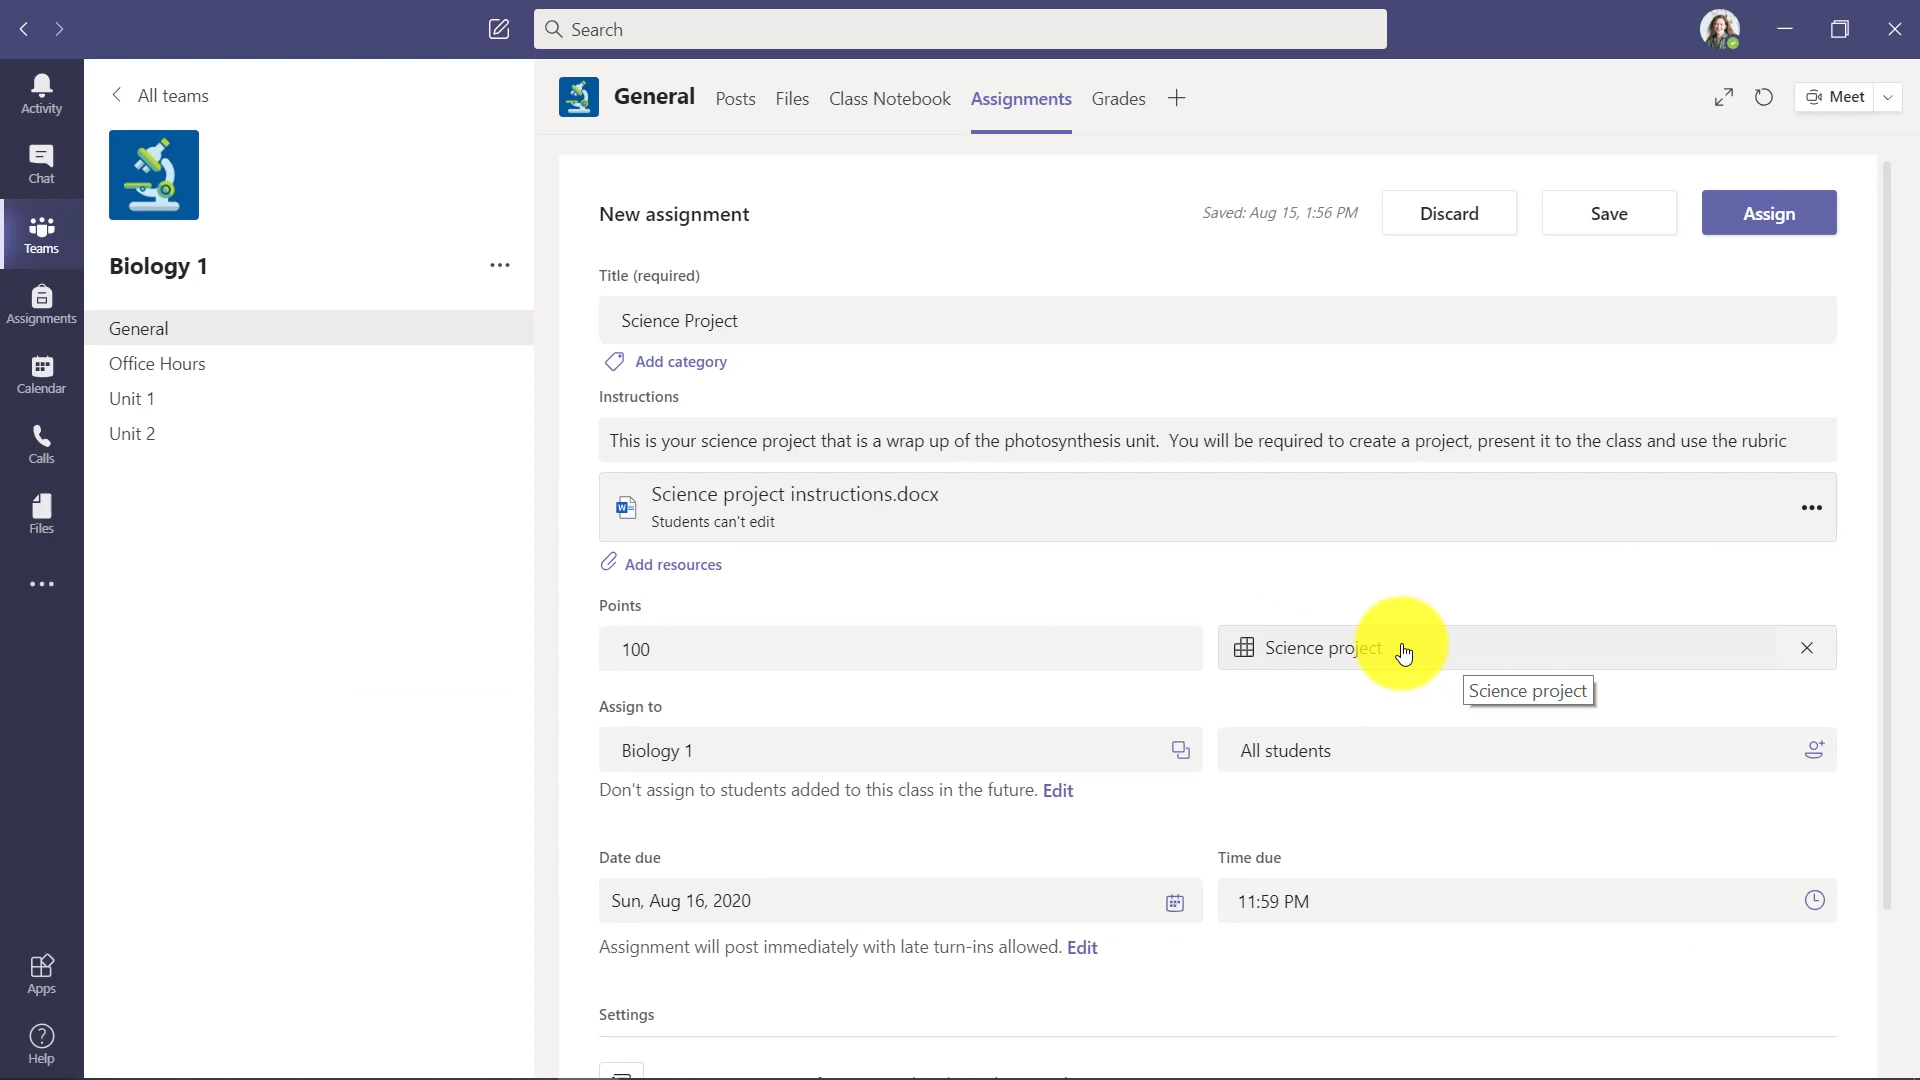 Search
Activity
Chat
Teams
Assignments
Calendar
Calls
Files
Apps
Help
All teams
Biology 1
General
Office Hours
Unit 1
Unit 2
General Posts Files Class Notebook Assignments Grades
Meet
New assignment
Saved: Aug 15, 1:56 PM
Discard
Save
Assign
Title (required)
Science Project
Add category
Instructions
This is your science project that is a wrap up of the photosynthesis unit. You will be required to create a project, present it to the class and use the rubric
Science project instructions.docx
Students can't edit
Add resources
Points
100
Science project
Science project
Assign to
Biology 1
All students
Don't assign to students added to this class in the future. Edit
Date due
Time due
Sun, Aug 16, 2020
11:59 PM
Assignment will post immediately with late turn-ins allowed. Edit
Settings